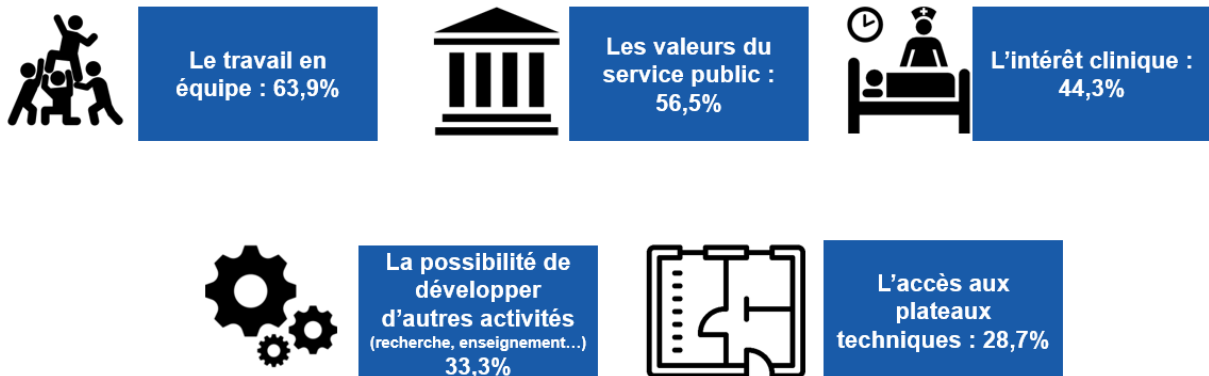 Le travail en
équipe : 63,9%
Les valeurs du
service public :
56,5%
L'intérêt clinique :
44,3%
La possibilité de
développer
d'autres activités
(recherche, enseignement...)
33,3%
L'accès aux
plateaux
techniques : 28,7%